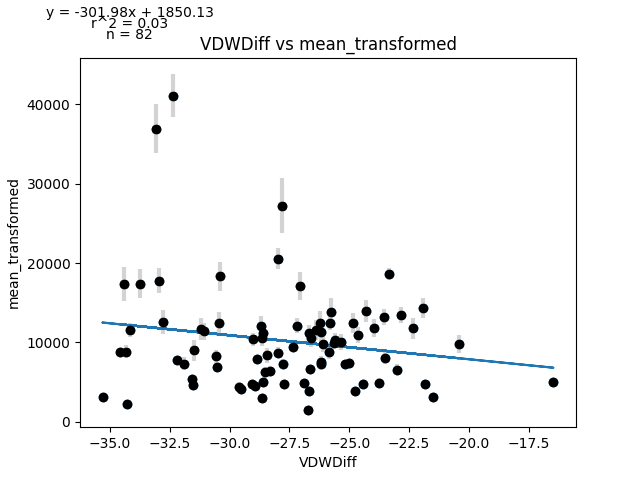 y = -301.98x + 1850.13
r^2 = 0.03
n = 82
VDWDiff vs mean_transformed
mean_transformed
40000
30000
20000
10000
0
−35.0 −32.5 −30.0 −27.5 −25.0 −22.5 −20.0 −17.5
VDWDiff